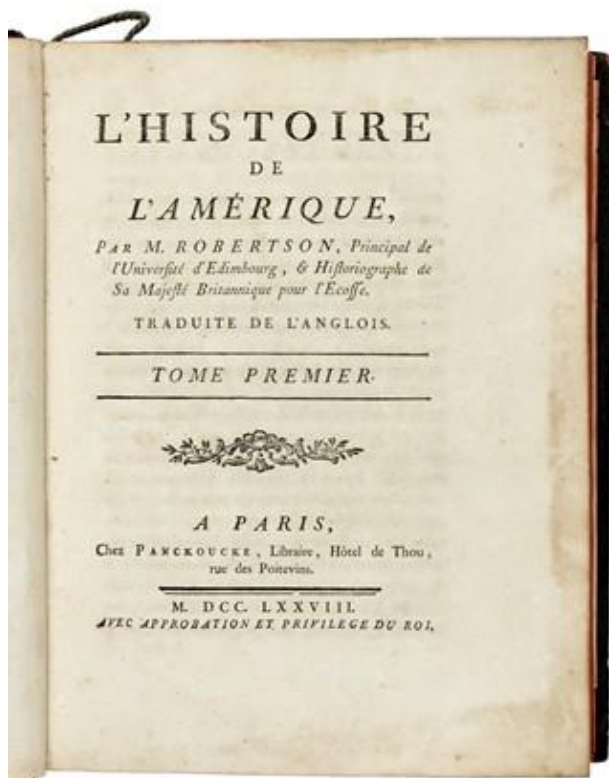 L'HISTOIRE
DE
L'AMÉRIQUE,
PAR M. ROBERTSON, Principal de
l'Université d'Edimbourg, & Hiſtoriographe de
Sa Majeſté Britannique pour l'Ecoſſe.
TRADUITE DE L'ANGLOIS.
TOME PREMIER.
A PARIS,
Chez PANCKOUCKE, Libraire, Hôtel de Thou,
rue des Poitevins.
M. DCC. LXXVIII.
AVEC APPROBATION ET PRIVILEGE DU ROI,